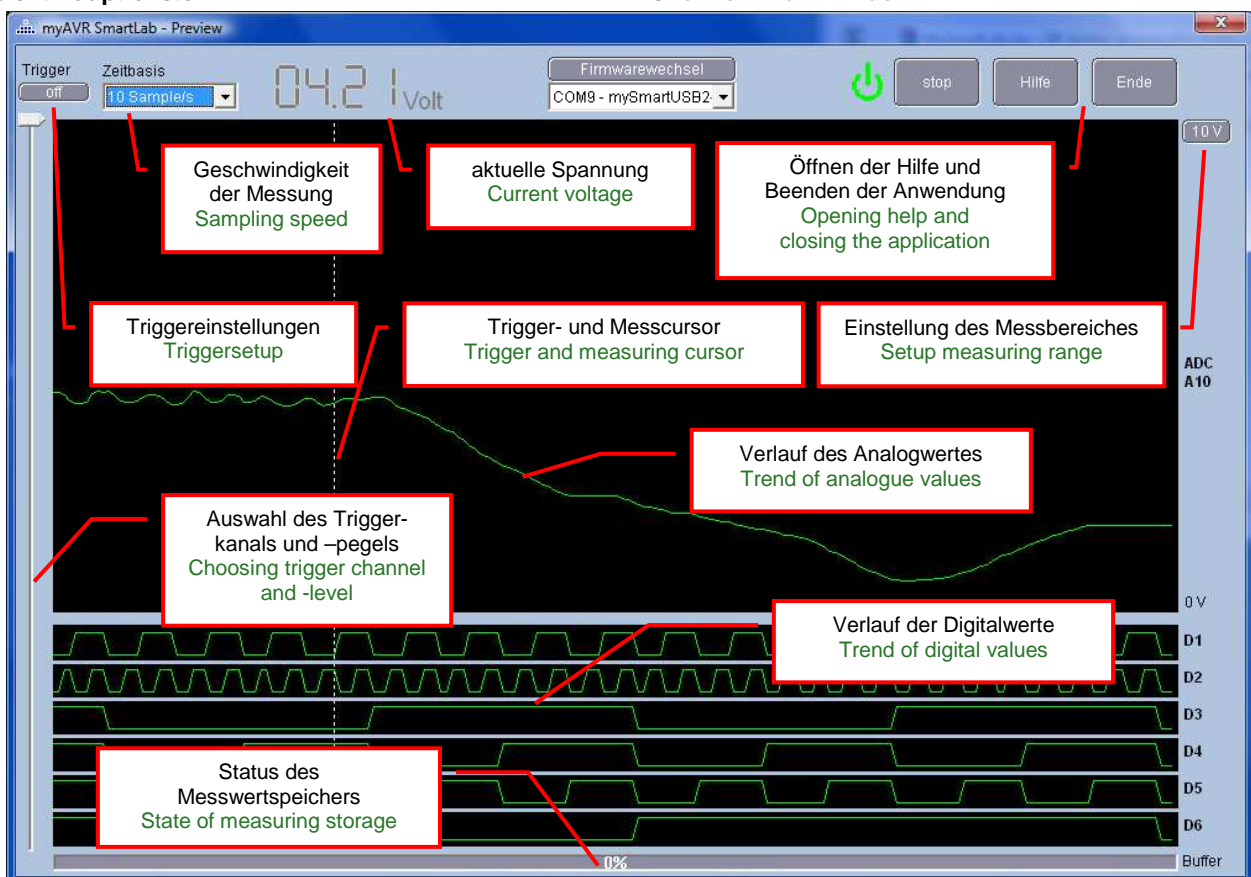 myAVR SmartLab - Preview
Trigger
off
Zeitbasis
10 Sample/s
04.21 Volt
Firmwarewechsel
COM9 - mySmartUSB2
stop
Hilfe
Ende
10 V
Geschwindigkeit
der Messung
Sampling speed
aktuelle Spannung
Current voltage
Öffnen der Hilfe und
Beenden der Anwendung
Opening help and
closing the application
Triggereinstellungen
Triggersetup
Trigger- und Messcursor
Trigger and measuring cursor
Einstellung des Messbereiches
Setup measuring range
ADC
A10
Verlauf des Analogwertes
Trend of analogue values
Auswahl des Trigger-
kanals und –pegels
Choosing trigger channel
and -level
0 V
Verlauf der Digitalwerte
Trend of digital values
D1
D2
D3
D4
D5
D6
Status des
Messwertspeichers
State of measuring storage
0%
Buffer